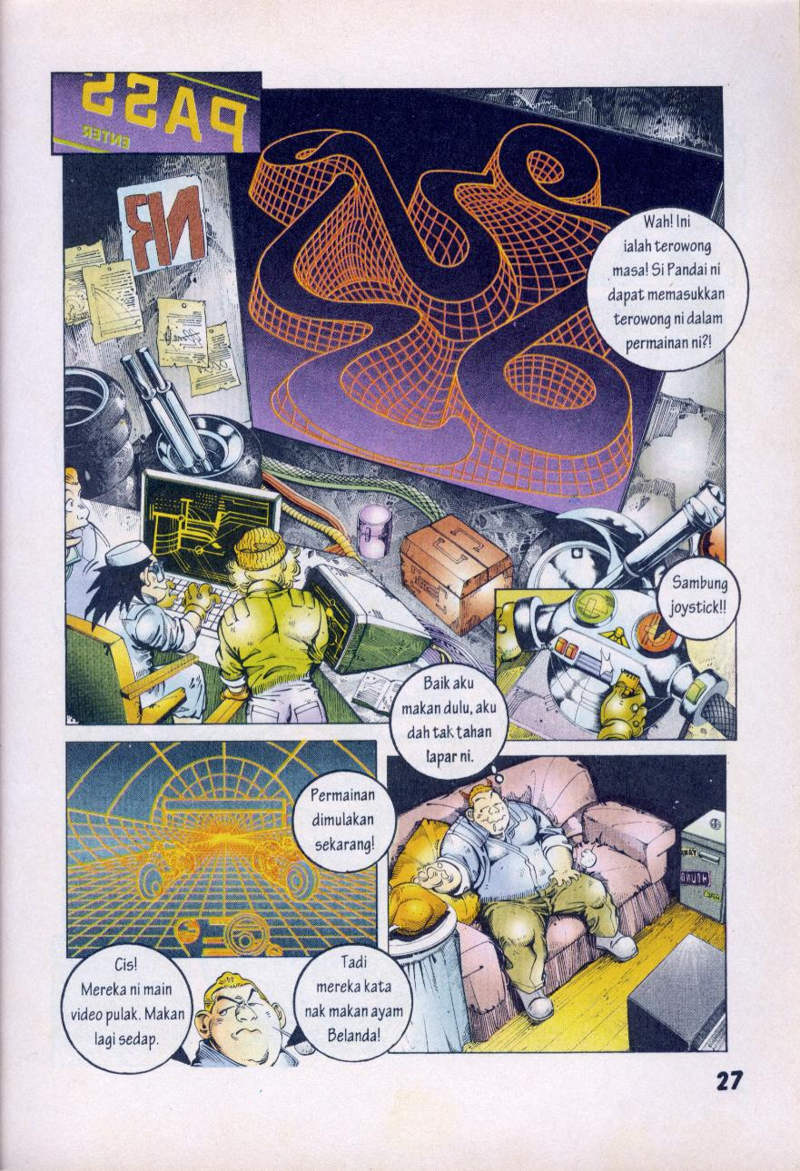 PASS
ENTER
NR
Wah! Ini
ialah terowong
masa! Si Pandai ni
dapat memasukkan
terowong ni dalam
permainan ni?!
Sambung
joystick!!
Baik aku
makan dulu, aku
dah tak tahan
lapar ni.
Permainan
dimulakan
sekarang!
Cis!
Mereka ni main
video pulak. Makan
lagi sedap.
Tadi
mereka kata
nak makan ayam
Belanda!
27